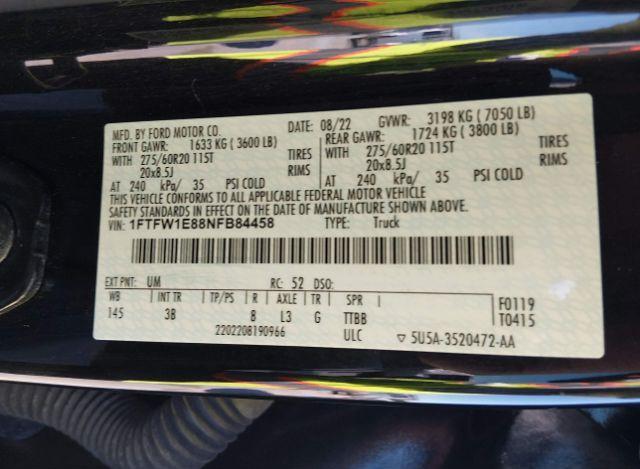 MFD. BY FORD MOTOR CO.
DATE: 08/22 GVWR: 3198 KG ( 7050 LB)
FRONT GAWR: 1633 KG ( 3600 LB)
REAR GAWR: 1724 KG ( 3800 LB)
WITH 275/60R20 115T TIRES
WITH 275/60R20 115T TIRES
20x8.5J RIMS
20x8.5J RIMS
AT 240 kPa/ 35 PSI COLD
AT 240 kPa/ 35 PSI COLD
THIS VEHICLE CONFORMS TO ALL APPLICABLE FEDERAL MOTOR VEHICLE
SAFETY STANDARDS IN EFFECT ON THE DATE OF MANUFACTURE SHOWN ABOVE.
VIN: 1FTFW1E88NFB84458 TYPE: Truck
EXT PNT: UM RC: 52 DSO:
WB INT TR TP/PS R AXLE TR SPR
145 3B 8 L3 G TTBB
F0119
T0415
2202208190966
ULC ▽ 5U5A-3520472-AA